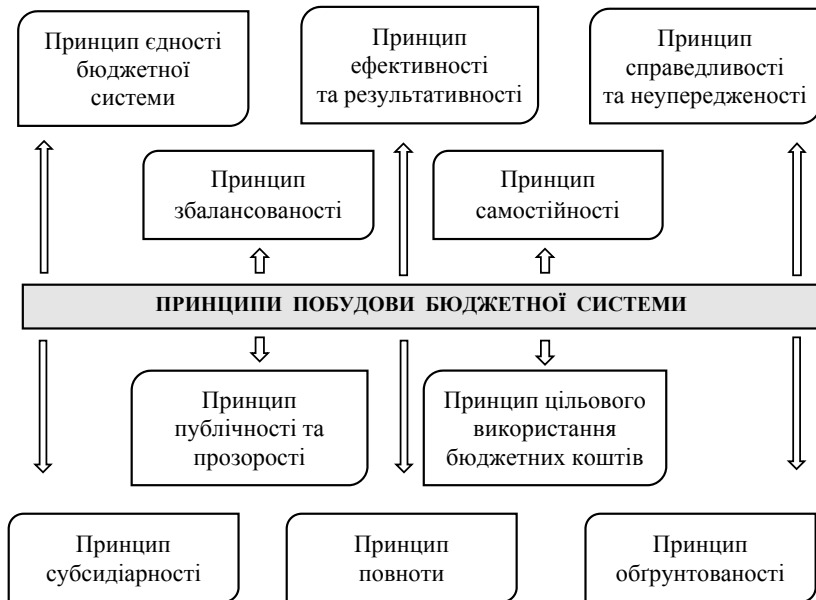 Принцип єдності
бюджетної
системи
Принцип
ефективності
та результативності
Принцип
справедливості
та неупередженості
Принцип
збалансованості
Принцип
самостійності
ПРИНЦИПИ ПОБУДОВИ БЮДЖЕТНОЇ СИСТЕМИ
Принцип
публічності та
прозорості
Принцип цільового
використання
бюджетних коштів
Принцип
субсидіарності
Принцип
повноти
Принцип
обґрунтованості